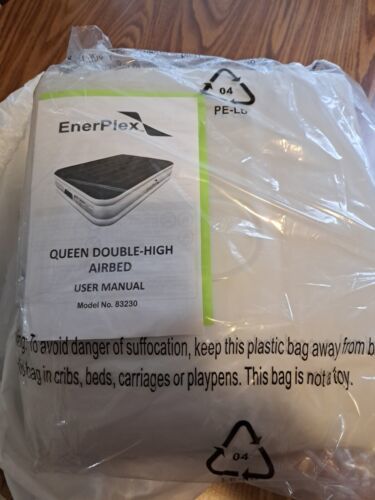 04
PE-LD
EnerPlex
QUEEN DOUBLE-HIGH
AIRBED
USER MANUAL
Model No. 83230
To avoid danger of suffocation, keep this plastic bag away from
bag in cribs, beds, carriages or playpens. This bag is not a toy.
04